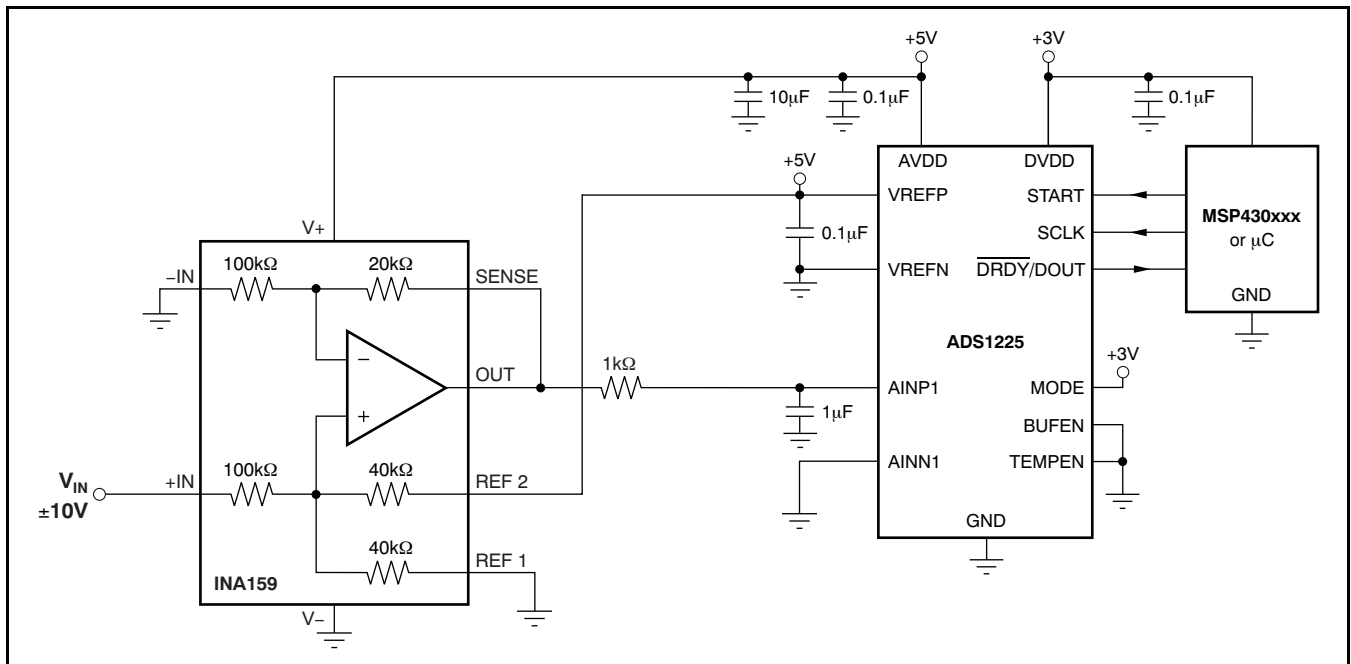 +5V
+3V
10µF
0.1µF
0.1µF
+5V
AVDD
DVDD
V+
VREFP
START
MSP430xxx
or µC
0.1µF
SCLK
–IN
100kΩ
20kΩ
SENSE
VREFN
DRDY/DOUT
GND
ADS1225
+3V
–
OUT
1kΩ
AINP1
MODE
+
1µF
BUFEN
100kΩ
40kΩ
AINN1
TEMPEN
VIN
±10V
+IN
REF 2
GND
40kΩ
REF 1
INA159
V–